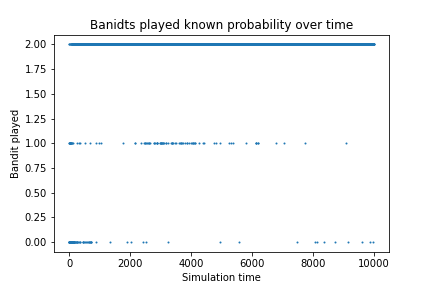 Banidts played known probability over time
2.00
1.75
1.50
1.25
1.00
0.75
0.50
0.25
0.00
Bandit played
0 2000 4000 6000 8000 10000
Simulation time